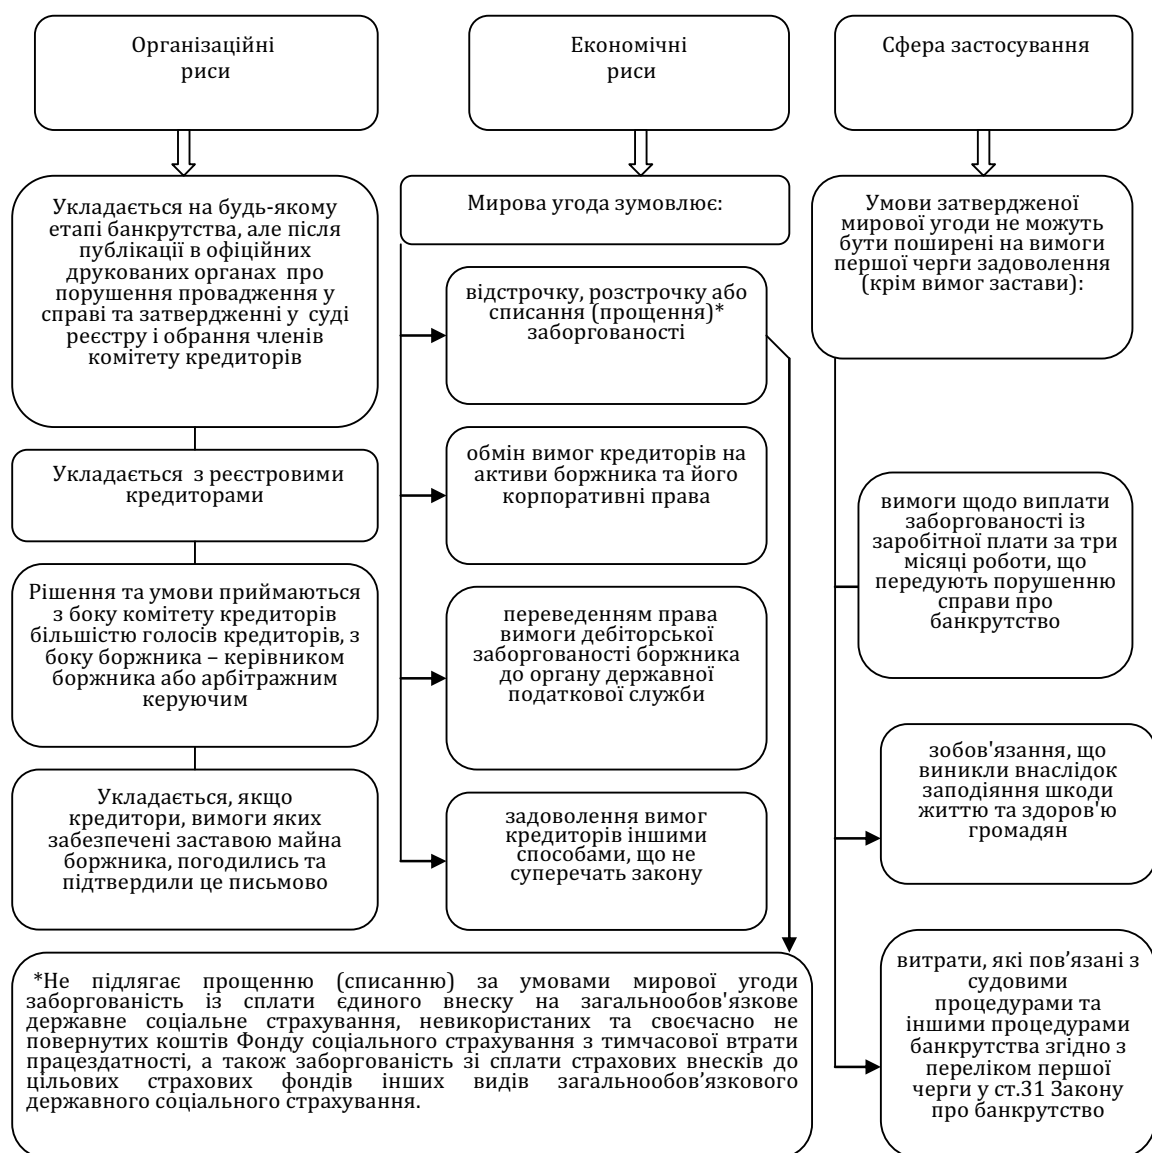 Організаційні
риси
Укладається на будь-якому
етапі банкрутства, але після
публікації в офіційних
друкованих органах про
порушення провадження у
справі та затвердженні у суді
реєстру і обрання членів
комітету кредиторів
Укладається з реєстровими
кредиторами
Рішення та умови приймаються
з боку комітету кредиторів
більшістю голосів кредиторів, з
боку боржника – керівником
боржника або арбітражним
керуючим
Укладається, якщо
кредитори, вимоги яких
забезпечені заставою майна
боржника, погодились та
підтвердили це письмово
Економічні
риси
Мирова угода зумовлює:
відстрочку, розстрочку або
списання (прощення)*
заборгованості
обмін вимог кредиторів на
активи боржника та його
корпоративні права
переведенням права
вимоги дебіторської
заборгованості боржника
до органу державної
податкової служби
задоволення вимог
кредиторів іншими
способами, що не
суперечать закону
*Не підлягає прощенню (списанню) за умовами мирової угоди
заборгованість із сплати єдиного внеску на загальнообов'язкове
державне соціальне страхування, невикористаних та своєчасно не
повернутих коштів Фонду соціального страхування з тимчасової втрати
працездатності, а також заборгованість зі сплати страхових внесків до
цільових страхових фондів інших видів загальнообов’язкового
державного соціального страхування.
Сфера застосування
Умови затвердженої
мирової угоди не можуть
бути поширені на вимоги
першої черги задоволення
(крім вимог застави):
вимоги щодо виплати
заборгованості із
заробітної плати за три
місяці роботи, що
передують порушенню
справи про
банкрутство
зобов'язання, що
виникли внаслідок
заподіяння шкоди
життю та здоров'ю
громадян
витрати, які пов’язані з
судовими
процедурами та
іншими процедурами
банкрутства згідно з
переліком першої
черги у ст.31 Закону
про банкрутство